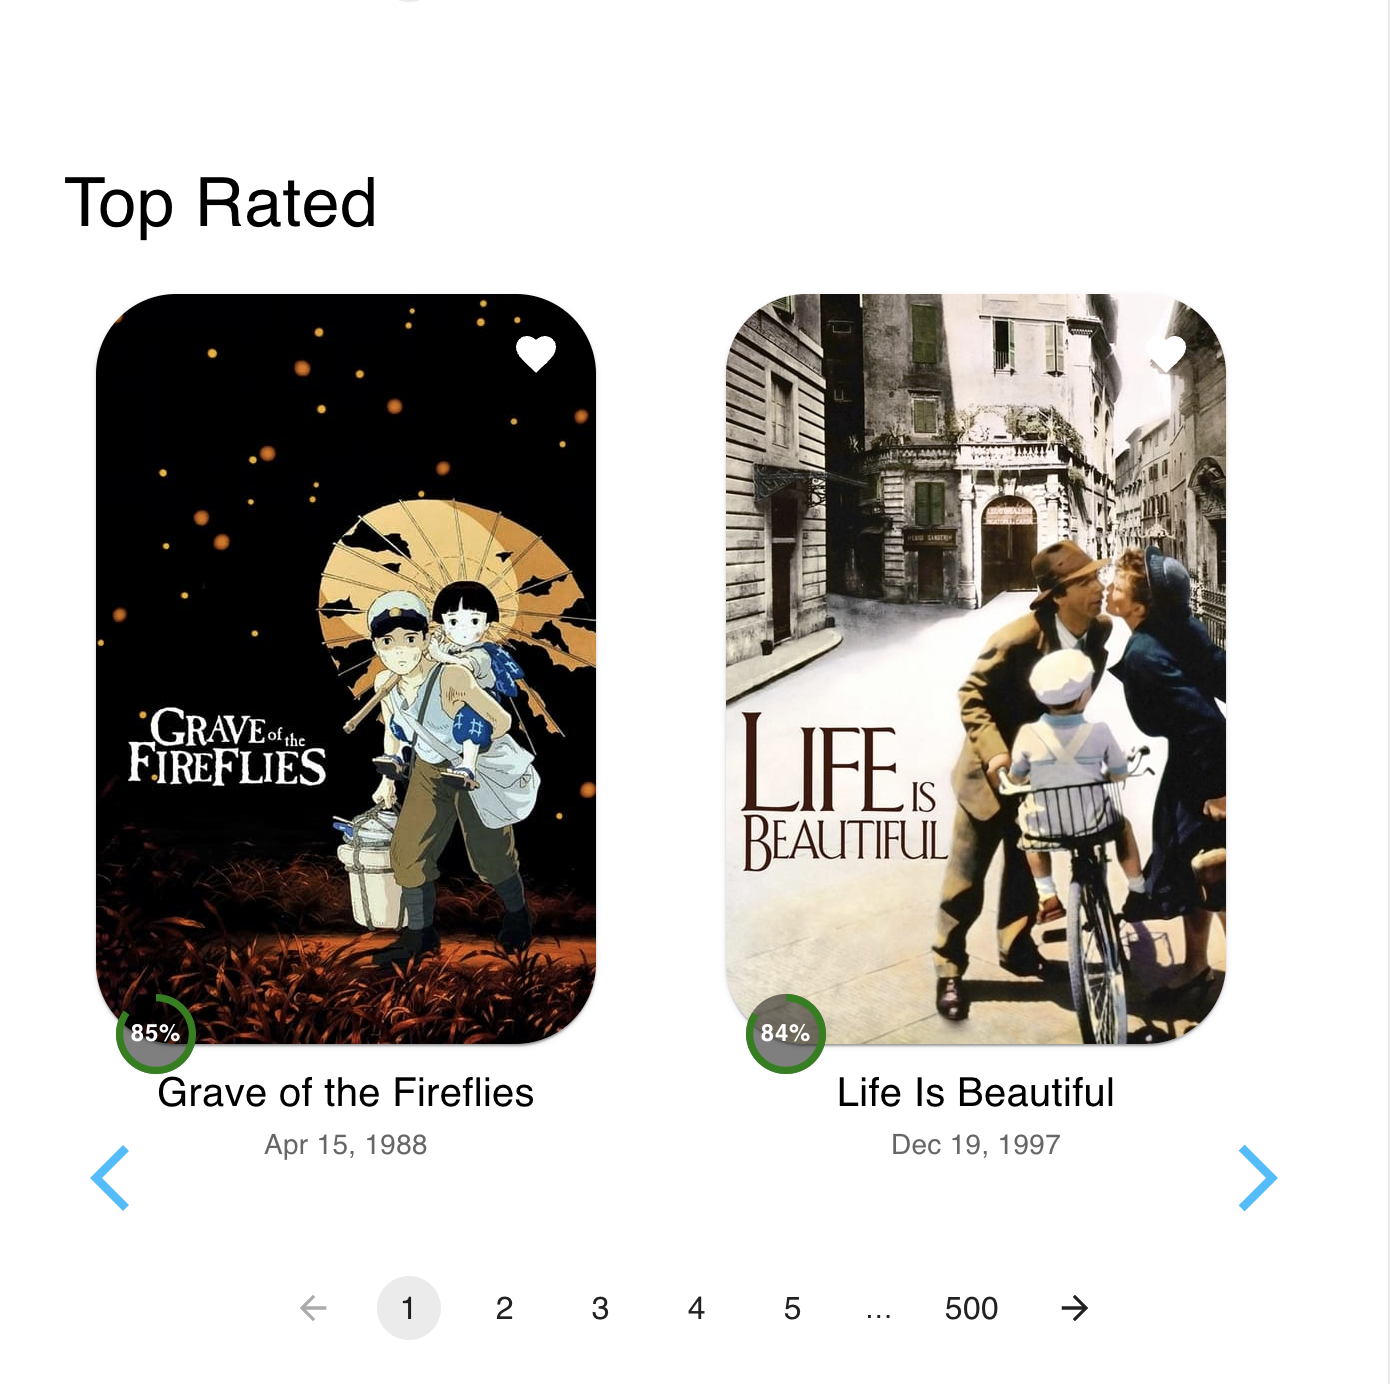 Top Rated
GRAVE of the
FIREFLIES
85%
Grave of the Fireflies
Apr 15, 1988
LIFE IS
BEAUTIFUL
84%
Life Is Beautiful
Dec 19, 1997
1 2 3 4 5 ... 500